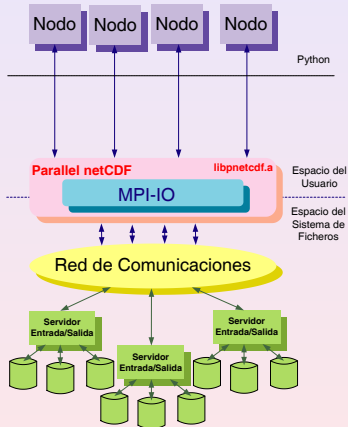 Nodo Nodo Nodo Nodo
Python
Parallel netCDF libpnetcdf.a
MPI-IO
Espacio del
Usuario
Espacio del
Sistema de
Ficheros
Red de Comunicaciones
Servidor
Entrada/Salida
Servidor
Entrada/Salida
Servidor
Entrada/Salida